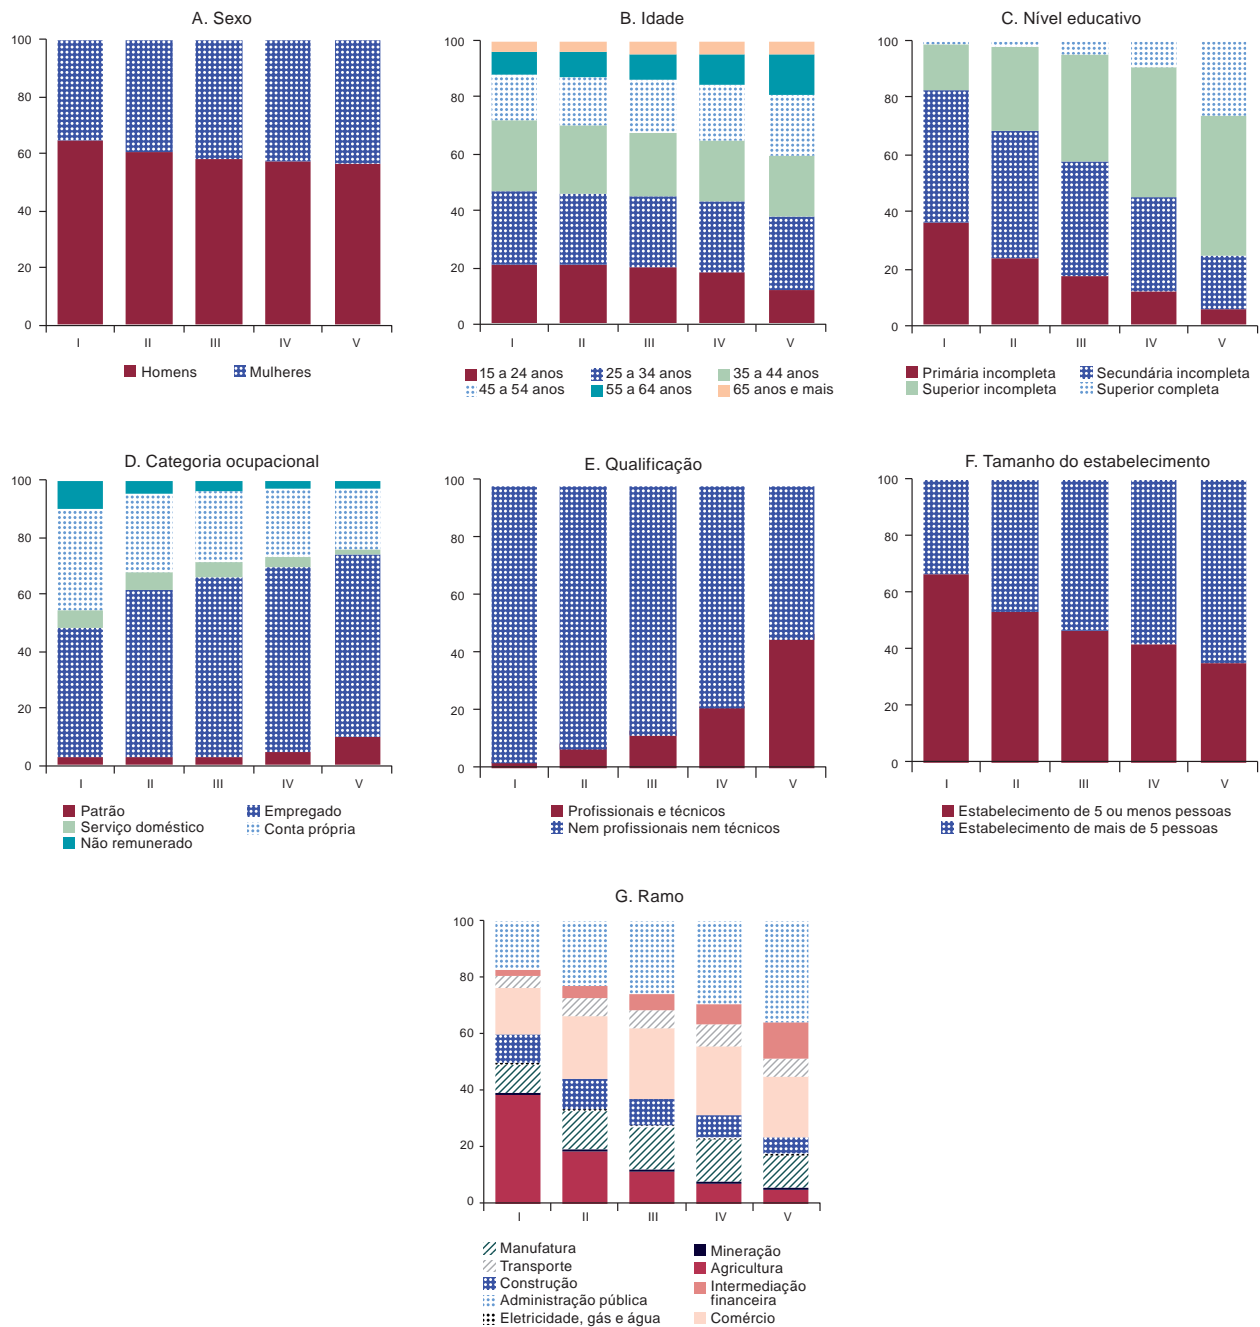 A. Sexo
100
80
60
40
20
0
I II III IV V
Homens Mulheres
B. Idade
100
80
60
40
20
0
I II III IV V
15 a 24 anos 25 a 34 anos 35 a 44 anos
45 a 54 anos 55 a 64 anos 65 anos e mais
C. Nível educativo
100
80
60
40
20
0
I II III IV V
Primária incompleta Secundária incompleta
Superior incompleta Superior completa
D. Categoria ocupacional
100
80
60
40
20
0
I II III IV V
Patrão Empregado
Serviço doméstico Conta própria
Não remunerado
E. Qualificação
100
80
60
40
20
0
I II III IV V
Profissionais e técnicos
Nem profissionais nem técnicos
F. Tamanho do estabelecimento
100
80
60
40
20
0
I II III IV V
Estabelecimento de 5 ou menos pessoas
Estabelecimento de mais de 5 pessoas
G. Ramo
100
80
60
40
20
0
I II III IV V
Manufatura Mineração
Transporte Agricultura
Construção Intermediação
Administração pública financeira
Eletricidade, gás e água Comércio